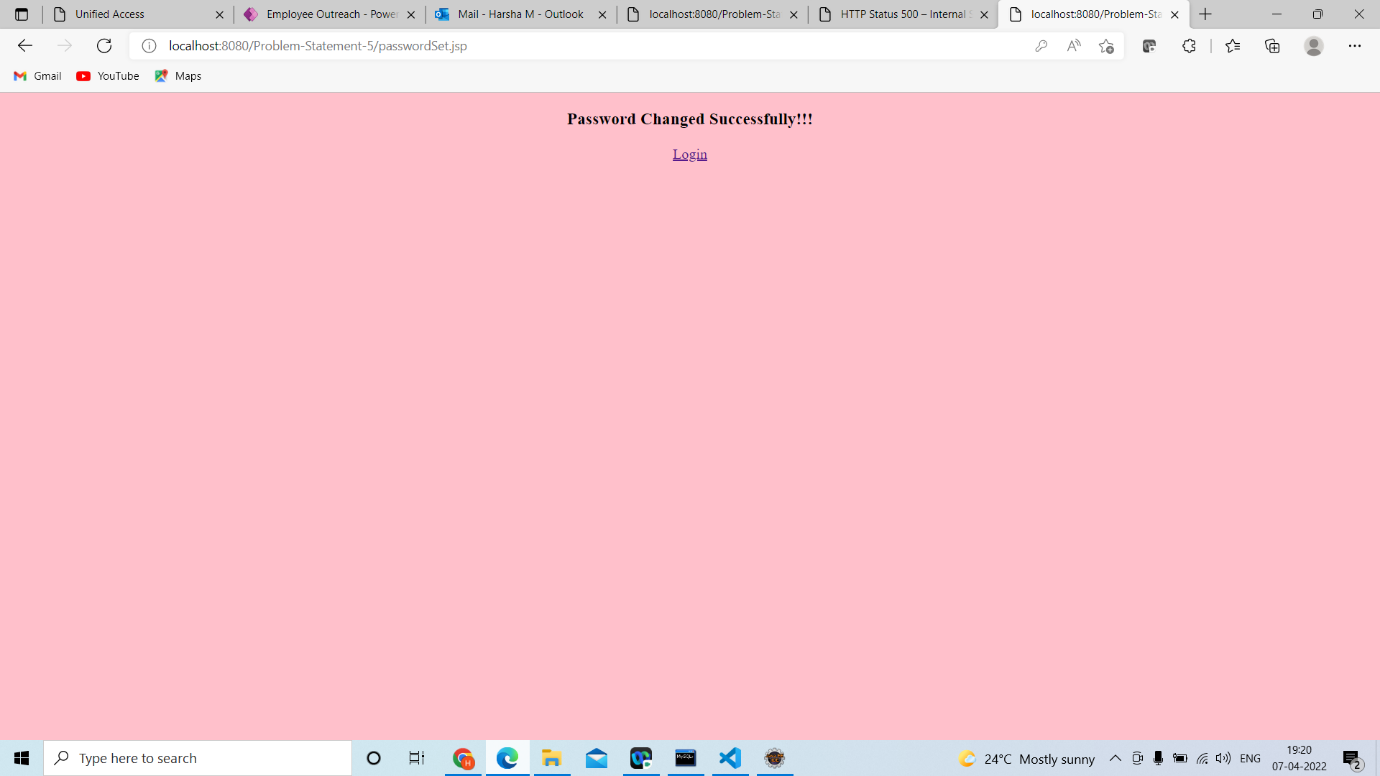 Unified Access
Employee Outreach - Power
Mail - Harsha M - Outlook
localhost:8080/Problem-Sta
HTTP Status 500 – Internal S
localhost:8080/Problem-Sta
localhost:8080/Problem-Statement-5/passwordSet.jsp
Gmail
YouTube
Maps
Password Changed Successfully!!!
Login
Type here to search
24°C Mostly sunny
ENG
19:20
07-04-2022
2